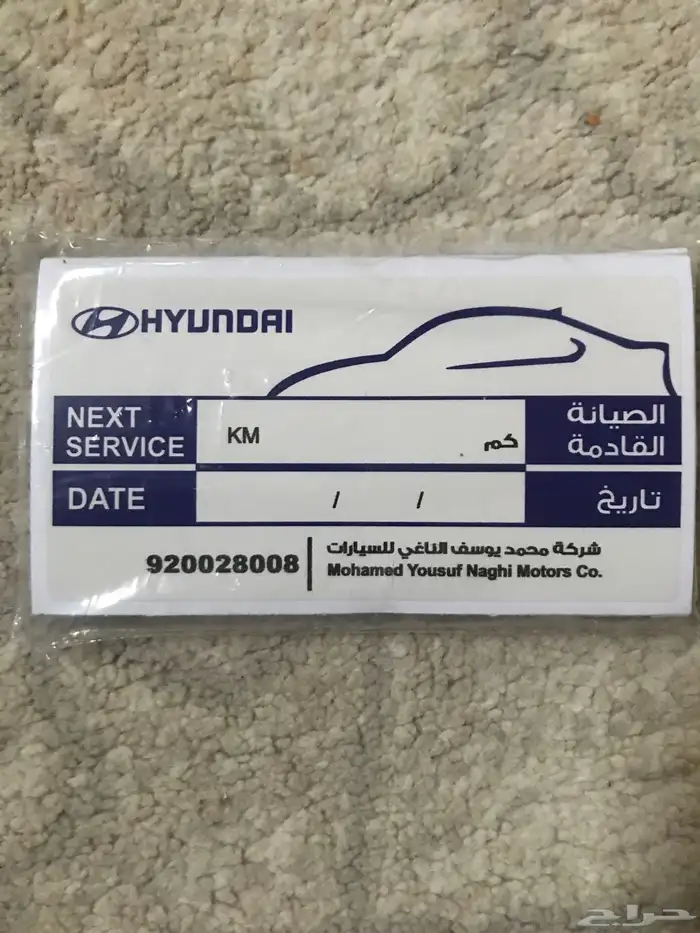 HYUNDAI
NEXT SERVICE
KM
كم
الصيانة القادمة
DATE
/ /
تاريخ
920028008
شركة محمد يوسف الناغي للسيارات
Mohamed Yousuf Naghi Motors Co.
حراج